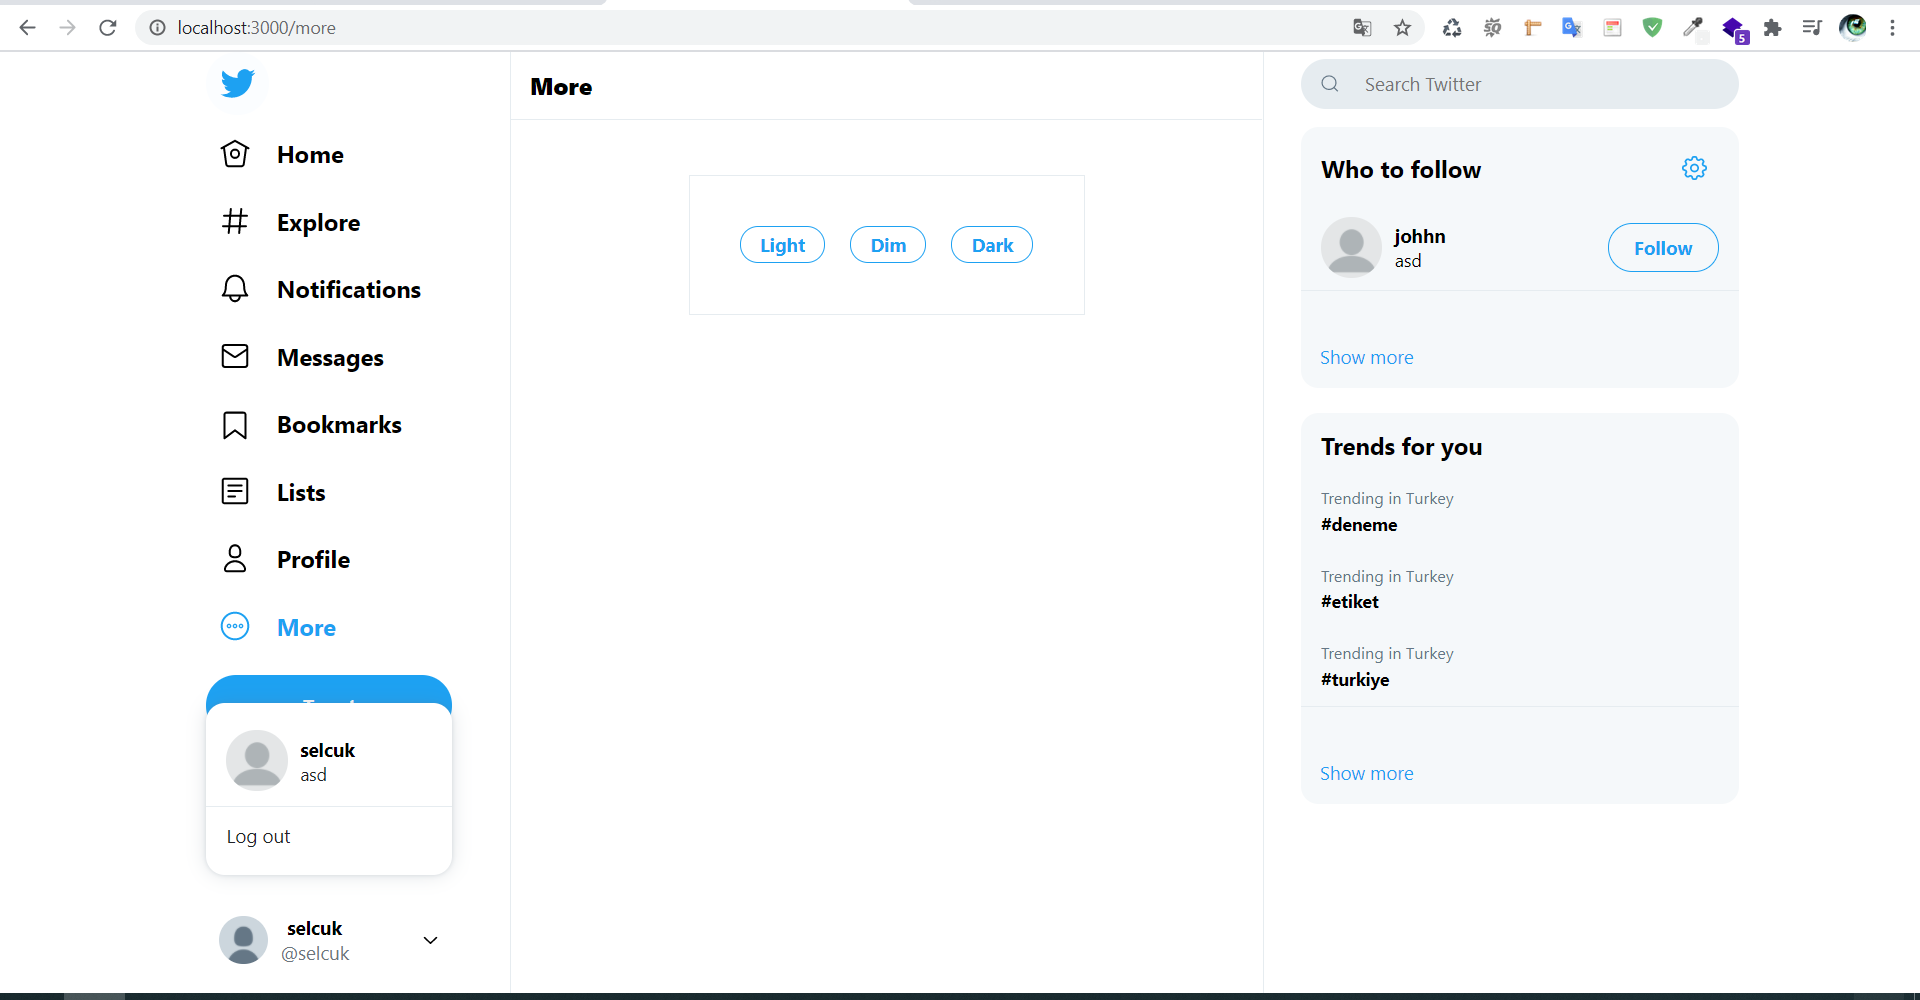 localhost:3000/more
5
More
Home
Explore
Notifications
Messages
Bookmarks
Lists
Profile
More
selcuk
asd
Log out
selcuk
@selcuk
Light
Dim
Dark
Search Twitter
Who to follow
johhn
asd
Follow
Show more
Trends for you
Trending in Turkey
#deneme
Trending in Turkey
#etiket
Trending in Turkey
#turkiye
Show more